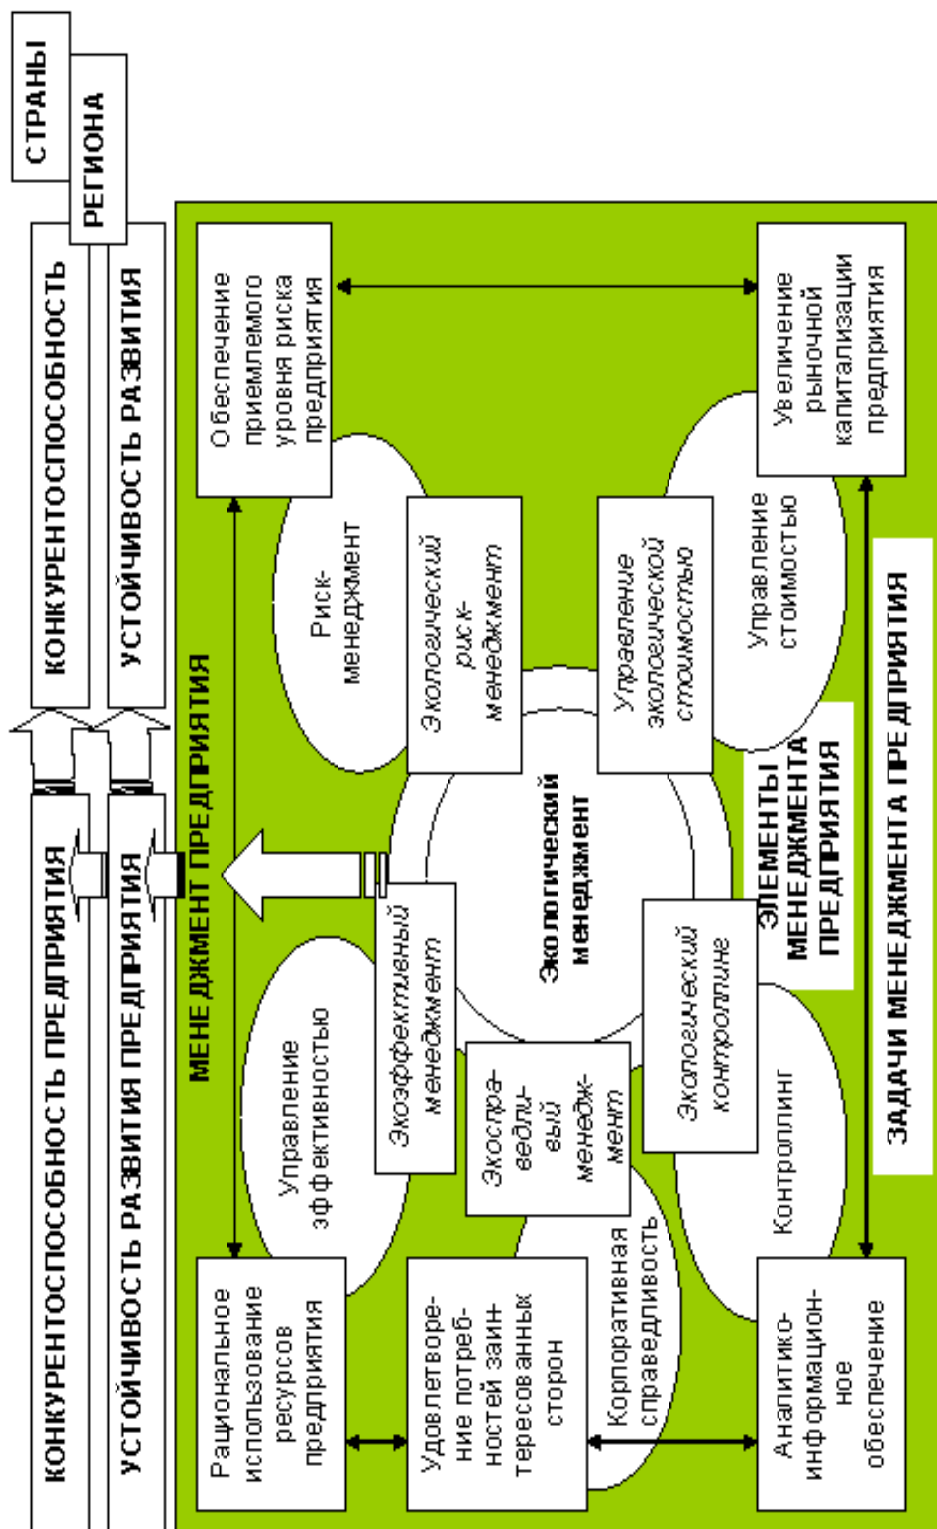 КОНКУРЕНТОСПОСОБНОСТЬ ПРЕДПРИЯТИЯ
КОНКУРЕНТОСПОСОБНОСТЬ
СТРАНЫ
УСТОЙЧИВОСТЬ РАЗВИТИЯ ПРЕДПРИЯТИЯ
УСТОЙЧИВОСТЬ РАЗВИТИЯ
РЕГИОНА
МЕНЕДЖМЕНТ ПРЕДПРИЯТИЯ
Рациональное
использование
ресурсов
предприятия
Управление
эффективностью
Риск-
менеджмент
Обеспечение
приемлемого
уровня риска
предприятия
Экоэффективный
менеджмент
Экологический
риск-
менеджмент
Удовлетворе-
ние потреб-
ностей заин-
тересованных
сторон
Экоспра-
ведли-
вый
менедж-
мент
Экологический
менеджмент
Корпоративная
справедливость
Экологический
контроллинг
Управление
экологической
стоимостью
Аналитико-
информацион-
ное
обеспечение
Контроллинг
ЭЛЕМЕНТЫ
МЕНЕДЖМЕНТА
ПРЕДПРИЯТИЯ
Управление
стоимостью
Увеличение
рыночной
капитализации
предприятия
ЗАДАЧИ МЕНЕДЖМЕНТА ПРЕДПРИЯТИЯ